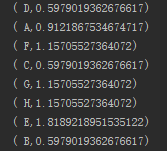 ( D,0.5979019362676617)
( A,0.9121867534674717)
( F,1.15705527364072)
( C,0.5979019362676617)
( G,1.15705527364072)
( H,1.15705527364072)
( E,1.8189218951535122)
( B,0.5979019362676617)